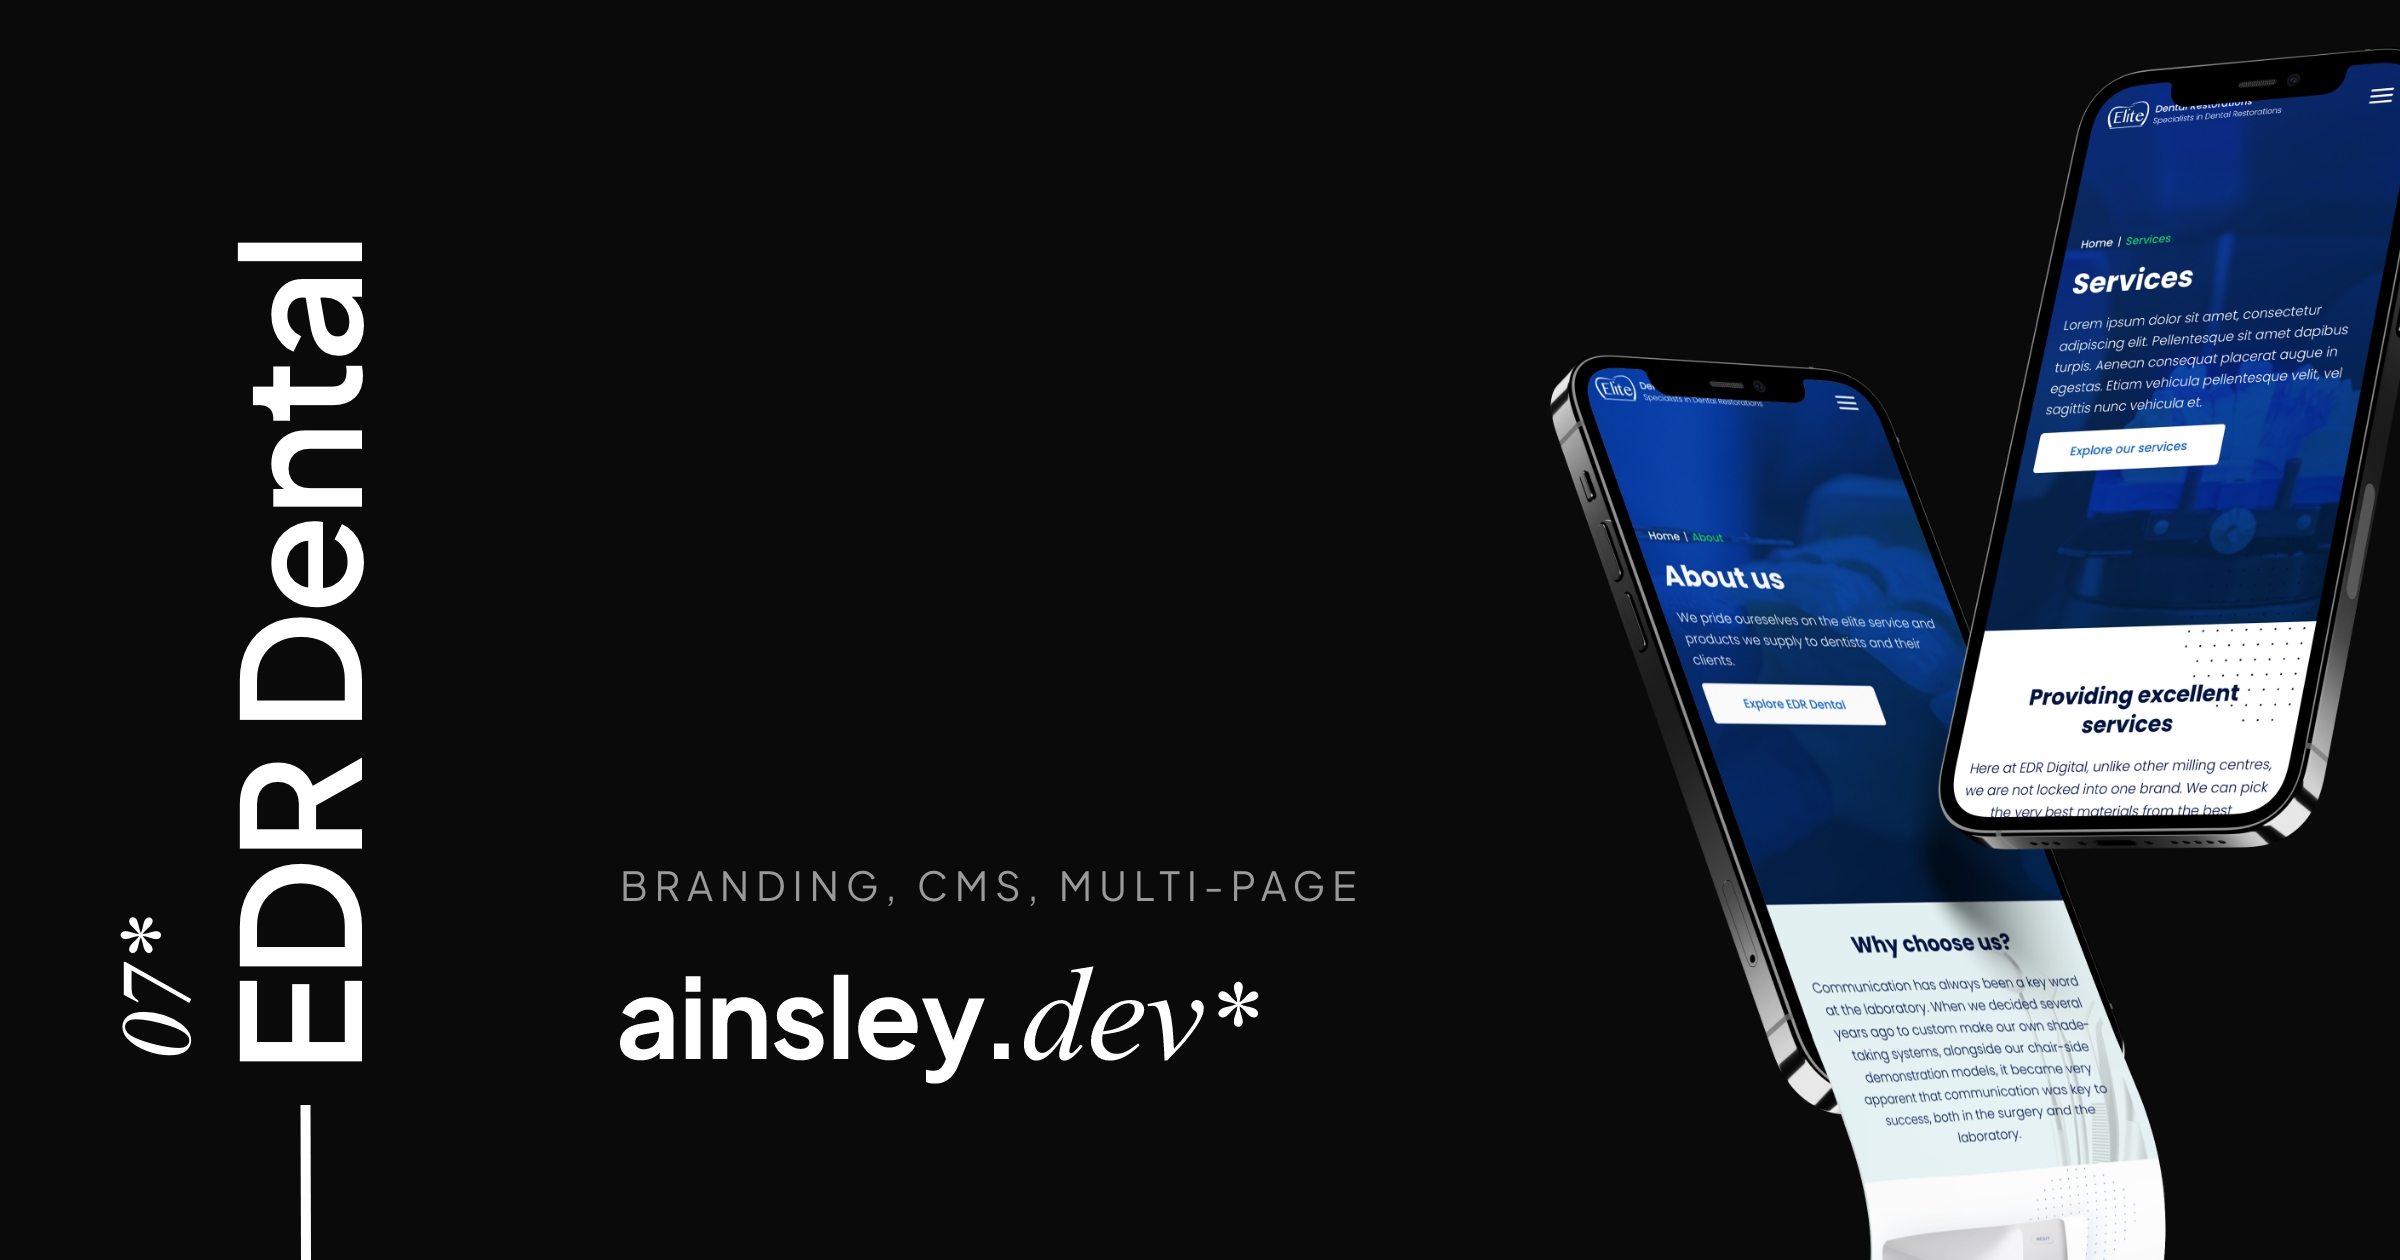 07*
EDR Dental
BRANDING, CMS, MULTI-PAGE
ainsley.dev*
Elite
Specialists in Dental Restorations
Home | About
About us
We pride oureselves on the elite service and
products we supply to dentists and their
clients.
Explore EDR Dental
Why choose us?
Communication has always been a key word
at the laboratory. When we decided several
years ago to custom make our own shade-
taking systems, alongside our chair-side
demonstration models, it became very
apparent that communication was key to
success, both in the surgery and the
laboratory.
Elite
Dental Restorations
Specialists in Dental Restorations
Home | Services
Services
Lorem ipsum dolor sit amet, consectetur
adipiscing elit. Pellentesque sit amet dapibus
turpis. Aenean consequat placerat augue in
egestas. Etiam vehicula pellentesque velit, vel
sagittis nunc vehicula et.
Explore our services
Providing excellent
services
Here at EDR Digital, unlike other milling centres,
we are not locked into one brand. We can pick
the very best materials from the best